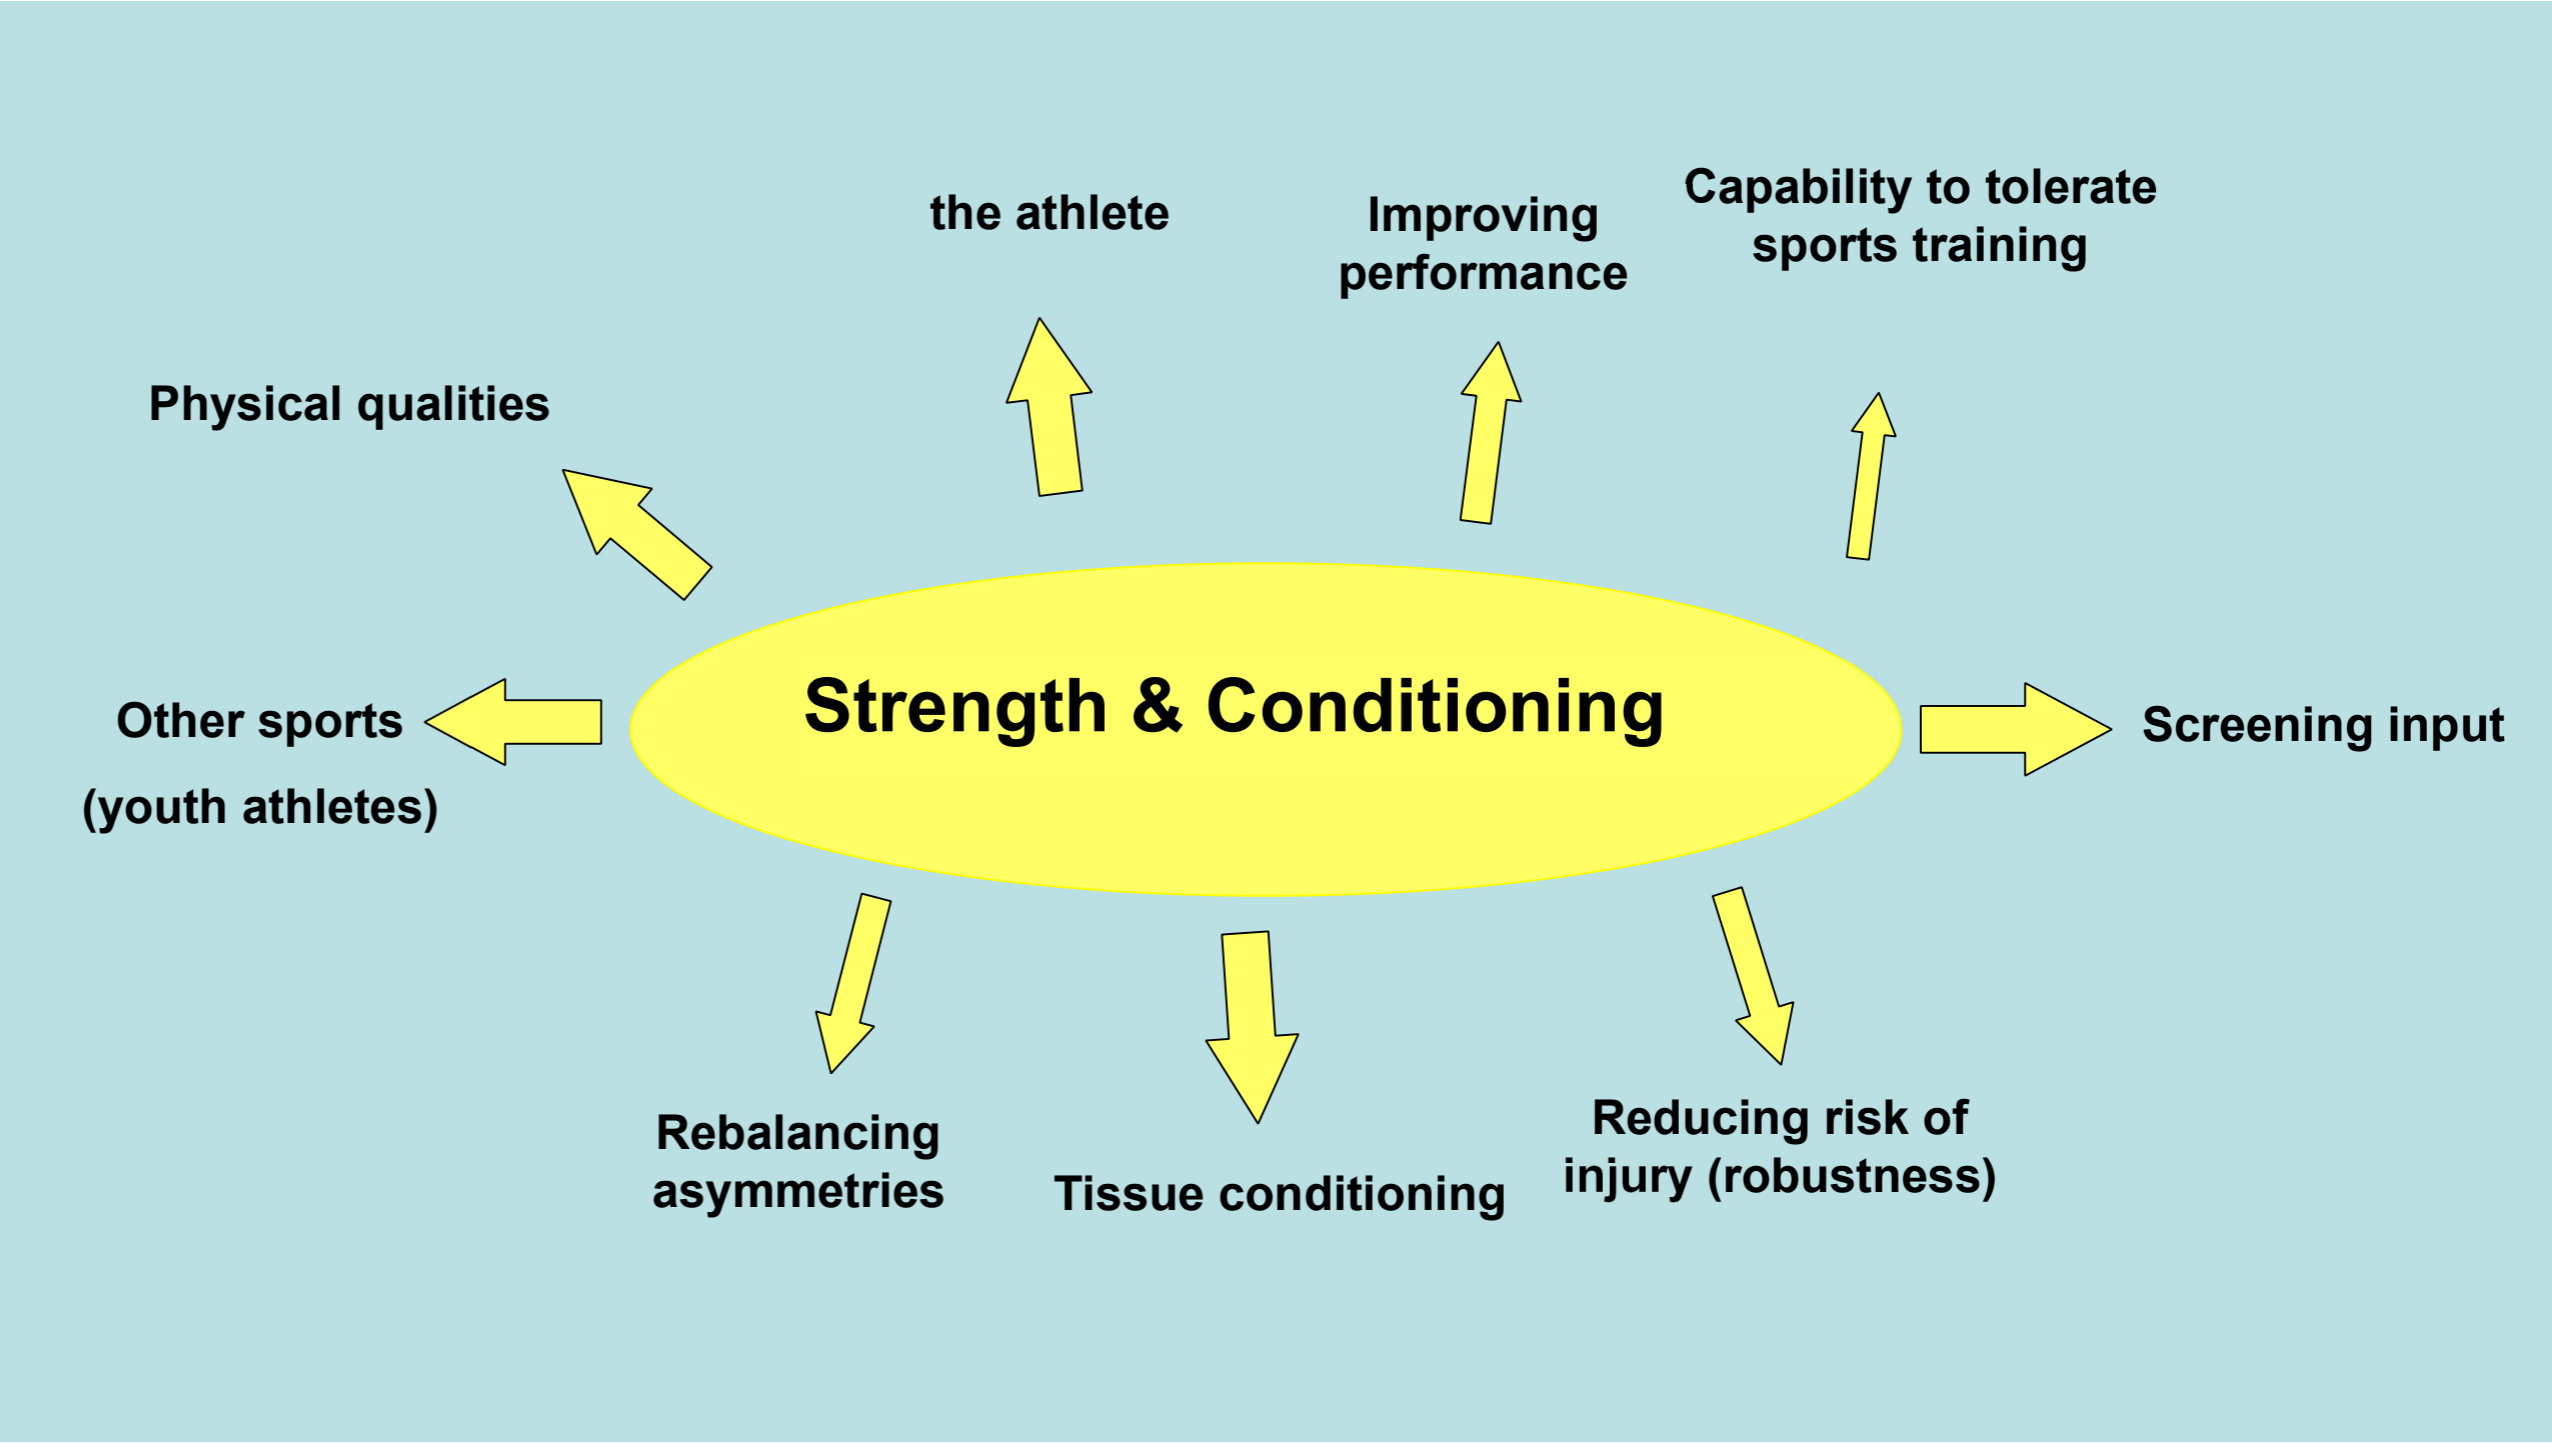 the athlete
Improving
performance
Capability to tolerate
sports training
Physical qualities
Strength & Conditioning
Other sports
(youth athletes)
Screening input
Rebalancing
asymmetries
Tissue conditioning
Reducing risk of
injury (robustness)